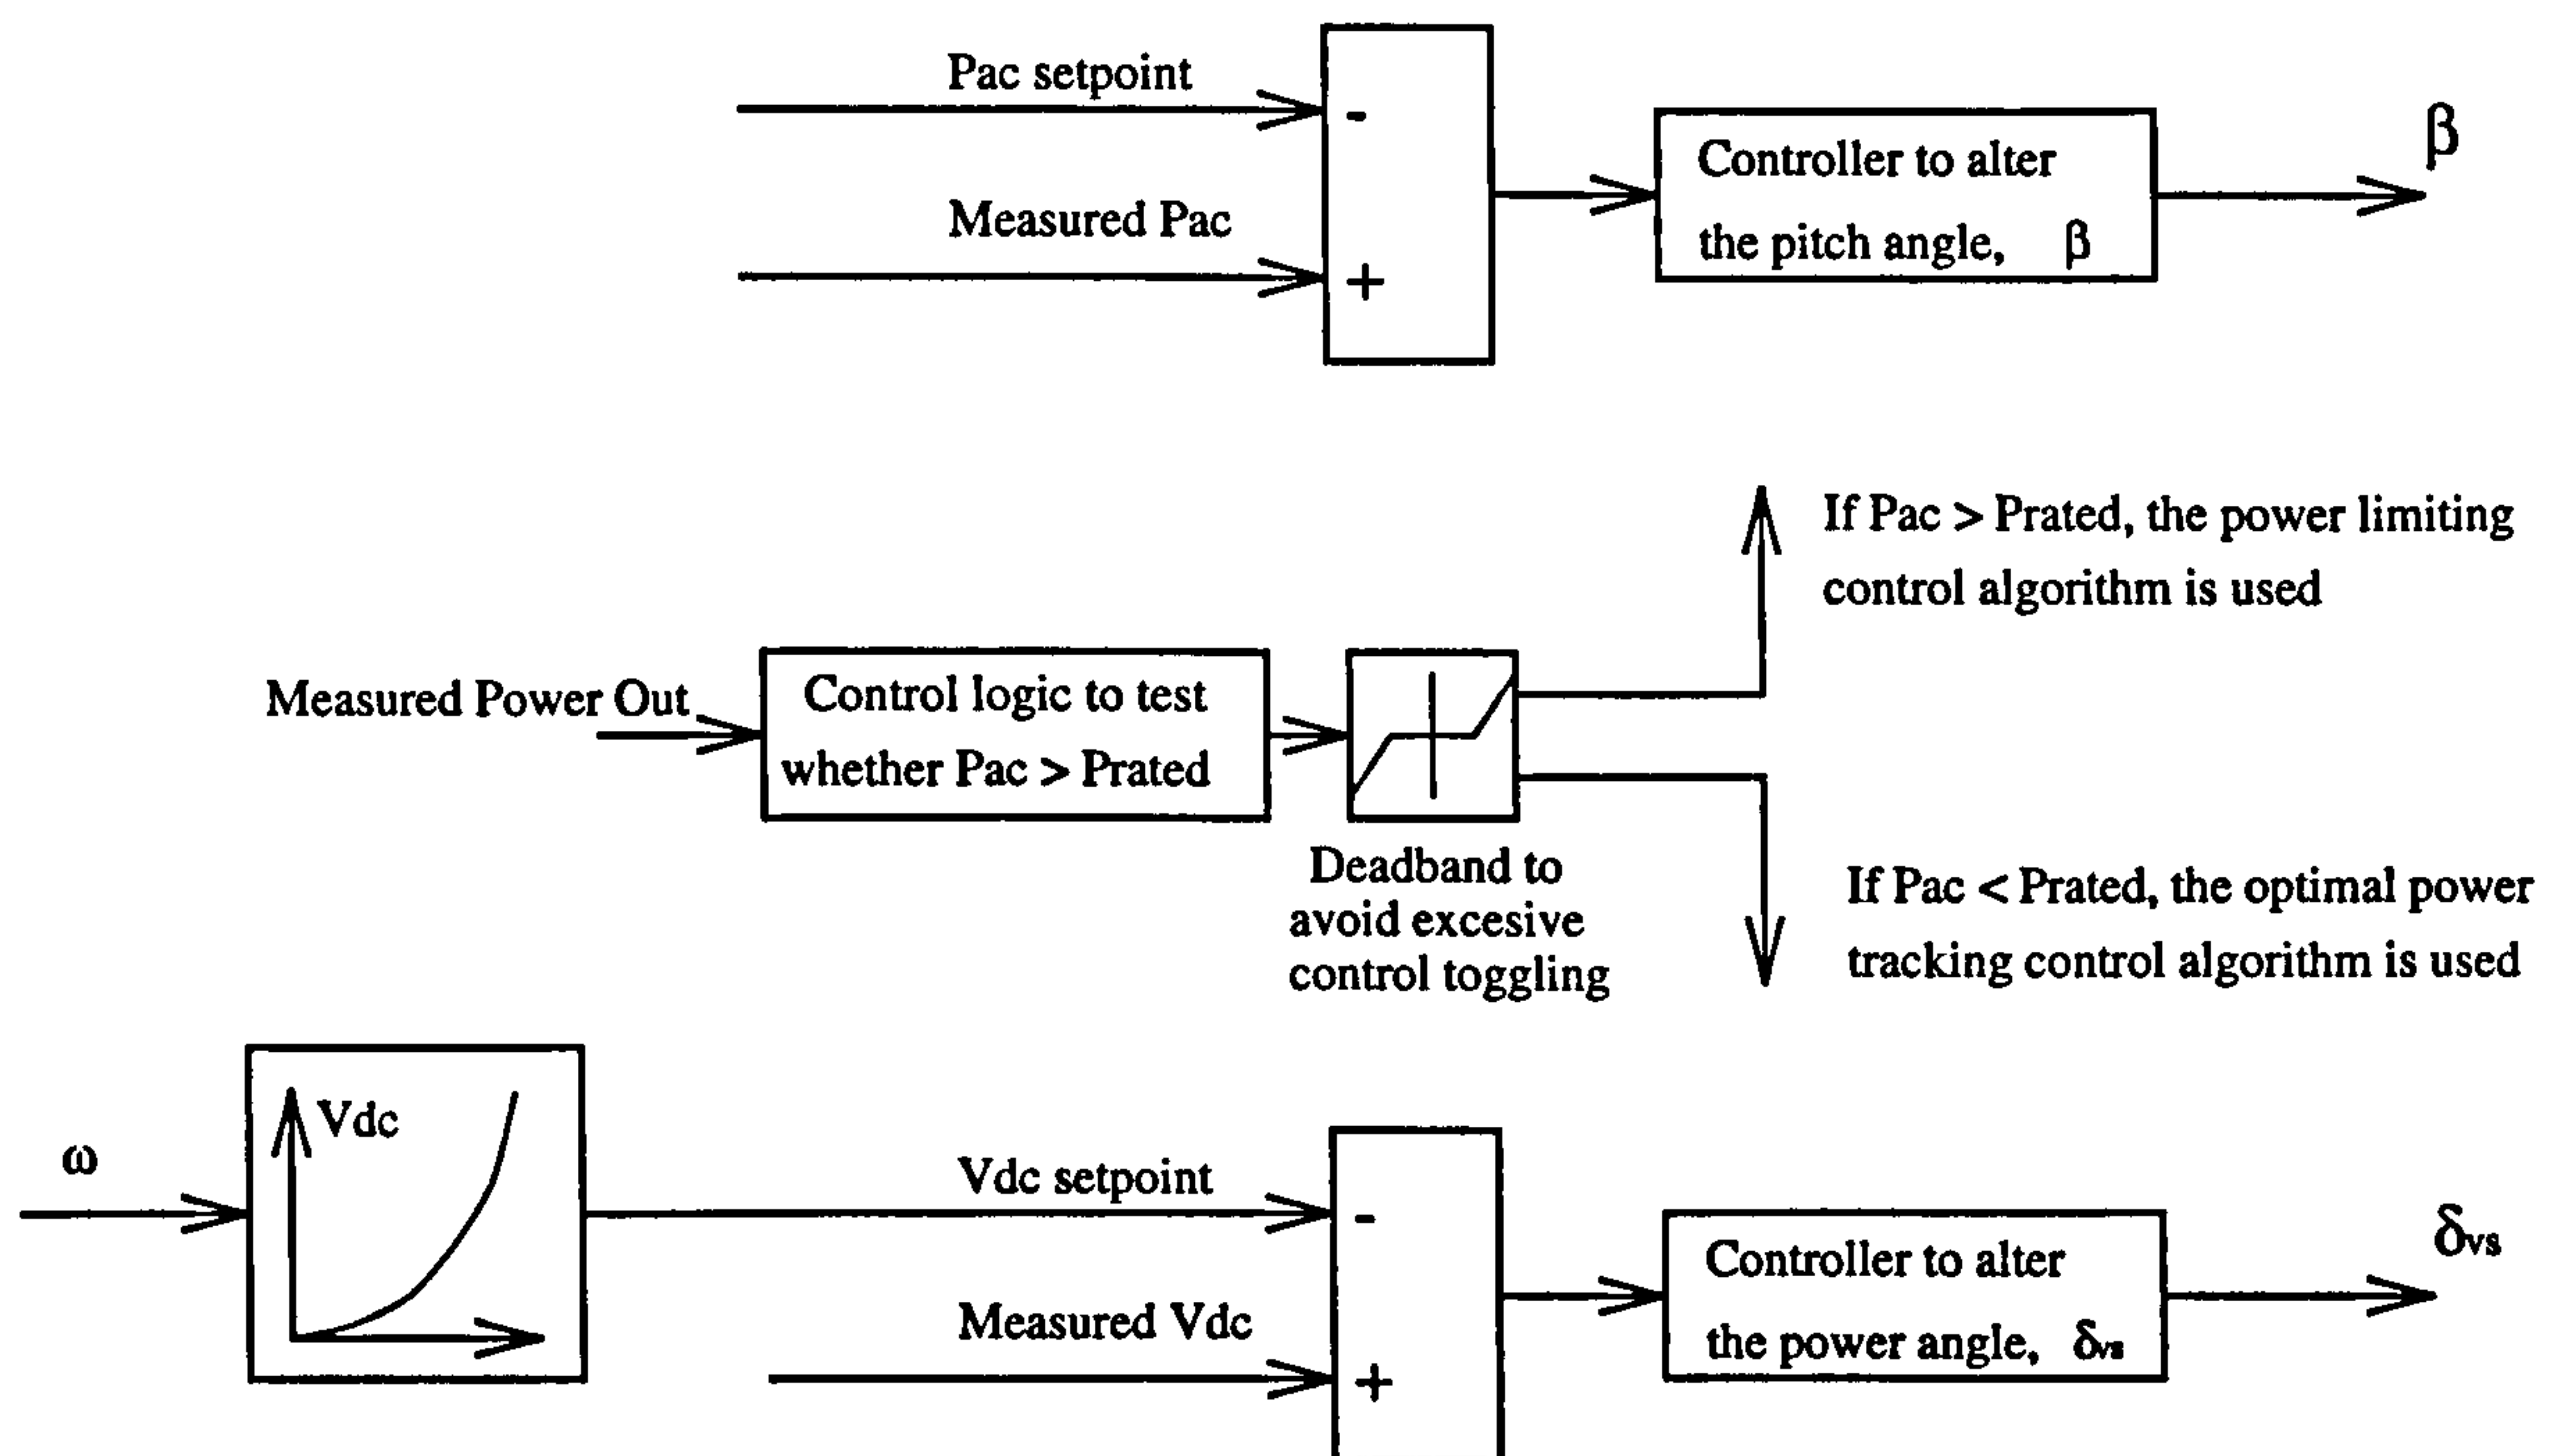 Pac setpoint
-
Measured Pac
+
Controller to alter
the pitch angle, β
β
If Pac > Prated, the power limiting
control algorithm is used
Measured Power Out
Control logic to test
whether Pac > Prated
Deadband to
avoid excesive
control toggling
If Pac < Prated, the optimal power
tracking control algorithm is used
ω
Vdc
Vdc setpoint
-
Measured Vdc
+
Controller to alter
the power angle, δvs
δvs